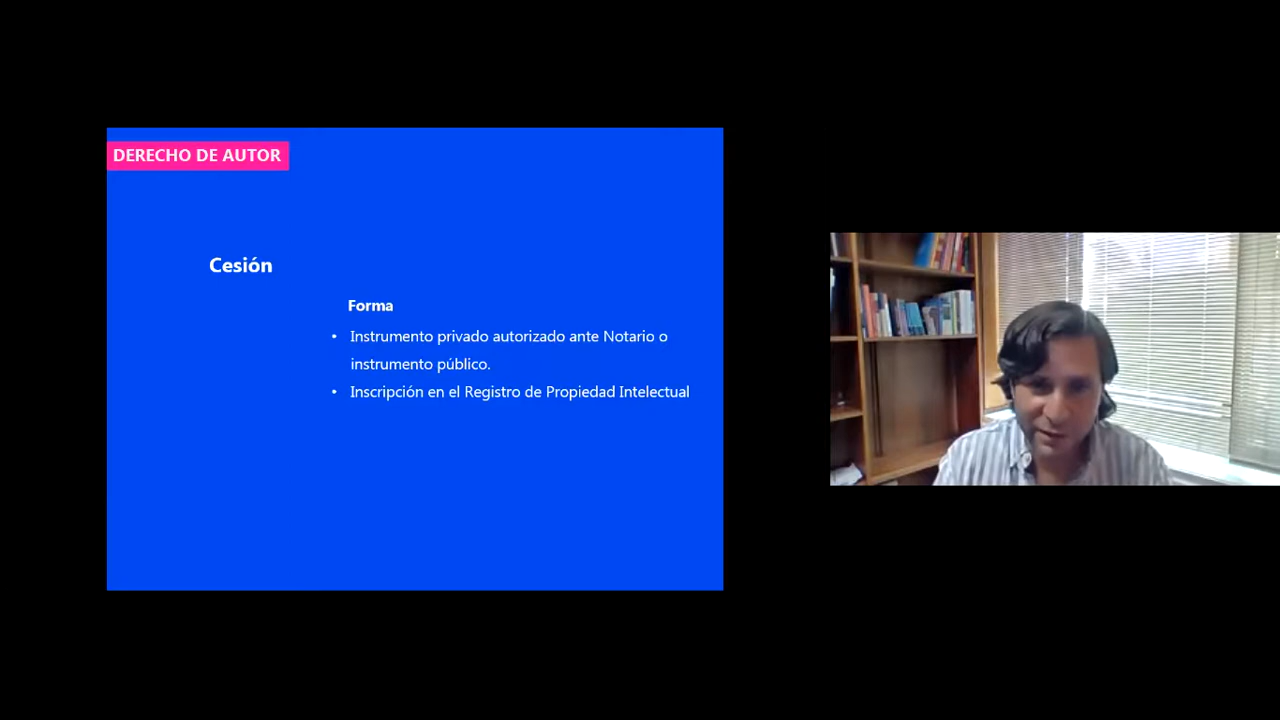 DERECHO DE AUTOR
Cesión
Forma
• Instrumento privado autorizado ante Notario o
instrumento público.
• Inscripción en el Registro de Propiedad Intelectual